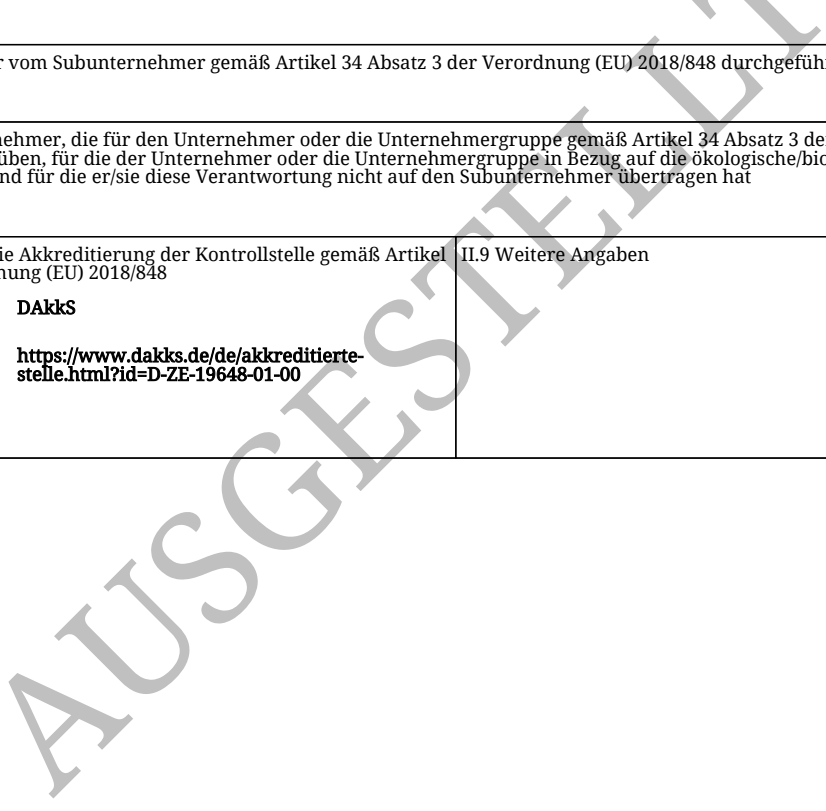 vom Subunternehmer gemäß Artikel 34 Absatz 3 der Verordnung (EU) 2018/848
nehmer, die für den Unternehmer oder die Unternehmergruppe gemäß Artikel 34 Absatz 3
üben, für die der Unternehmer oder die Unternehmergruppe in Bezug auf die
nd für die er/sie diese Verantwortung nicht auf den Subunternehmer übertragen hat
ie Akkreditierung der Kontrollstelle gemäß Artikel
nung (EU) 2018/848
DAkkS
https://www.dakks.de/de/akkreditierte-
stelle.html?id=D-ZE-19648-01-00
II.9 Weitere Angaben
AUSGESTELLT